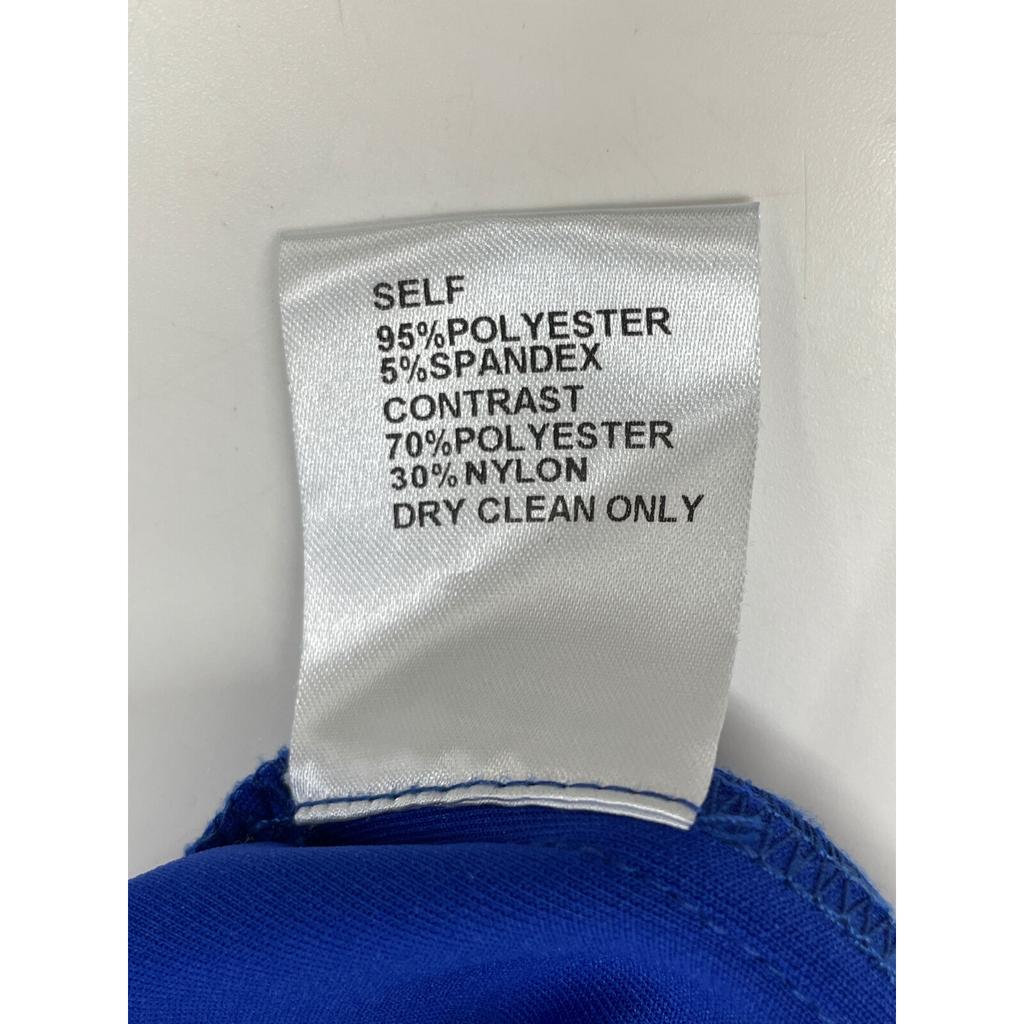 SELF
95%POLYESTER
5%SPANDEX
CONTRAST
70%POLYESTER
30%NYLON
DRY CLEAN ONLY